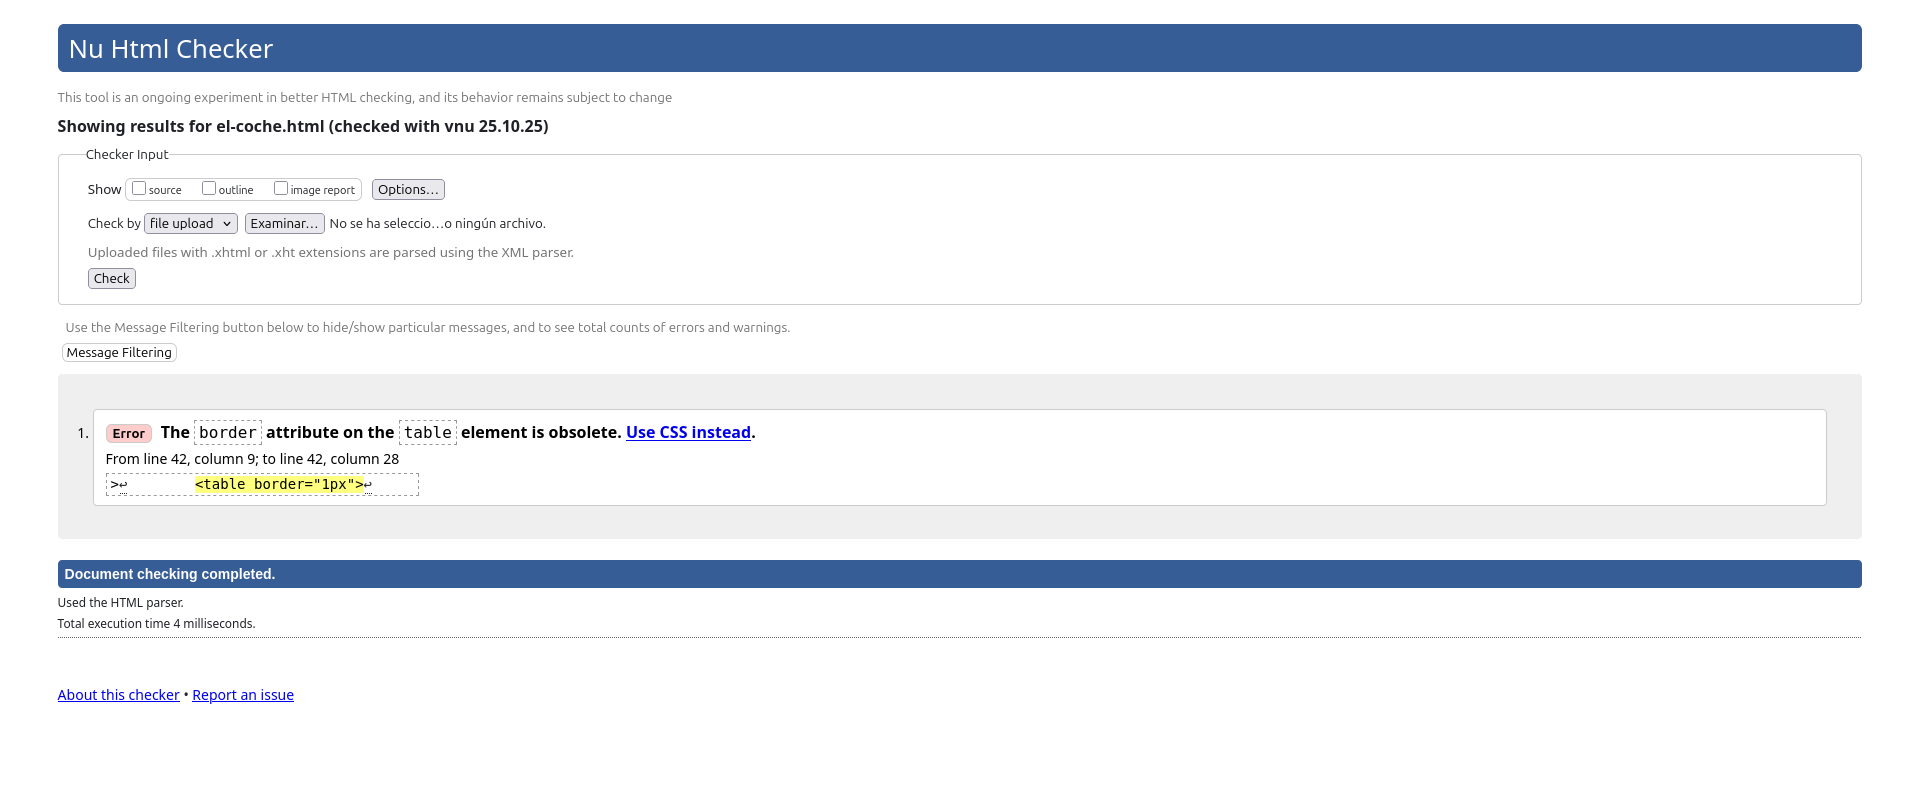 Nu Html Checker
This tool is an ongoing experiment in better HTML checking, and its behavior remains subject to change
Showing results for el-coche.html (checked with vnu 25.10.25)
Checker Input
Show source outline image report Options...
Check by file upload Examinar... No se ha seleccio...o ningún archivo.
Uploaded files with .xhtml or .xht extensions are parsed using the XML parser.
Check
Use the Message Filtering button below to hide/show particular messages, and to see total counts of errors and warnings.
Message Filtering
1. Error The border attribute on the table element is obsolete. Use CSS instead.
From line 42, column 9; to line 42, column 28
>↩ <table border="1px">↩
Document checking completed.
Used the HTML parser.
Total execution time 4 milliseconds.
About this checker • Report an issue